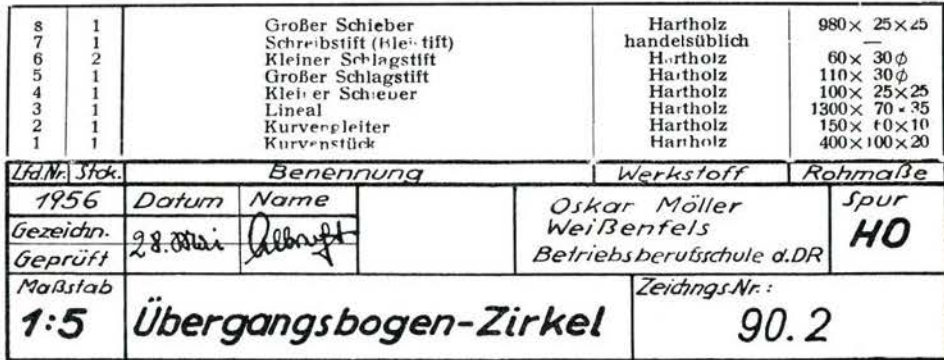 8 1 Großer Schieber Hartholz 980× 25×25
7 1 Schreibstift (Bleistift) handelsüblich —
6 2 Kleiner Schlagstift Hartholz 60× 30⌀
5 1 Großer Schlagstift Hartholz 110× 30⌀
4 1 Kleiner Schieber Hartholz 100× 25×25
3 1 Lineal Hartholz 1300× 70×35
2 1 Kurvengleiter Hartholz 150× 60×10
1 1 Kurvenstück Hartholz 400×100×20
Lfd.Nr. Stck. Benennung Werkstoff Rohmaße
1956 Datum Name
Gezeichn. 28. Mai
Geprüft
Oskar Möller
Weißenfels
Betriebsberufsschule d.DR
Spur
HO
Maßstab
1:5
Übergangsbogen-Zirkel
Zeichngs.Nr.:
90.2